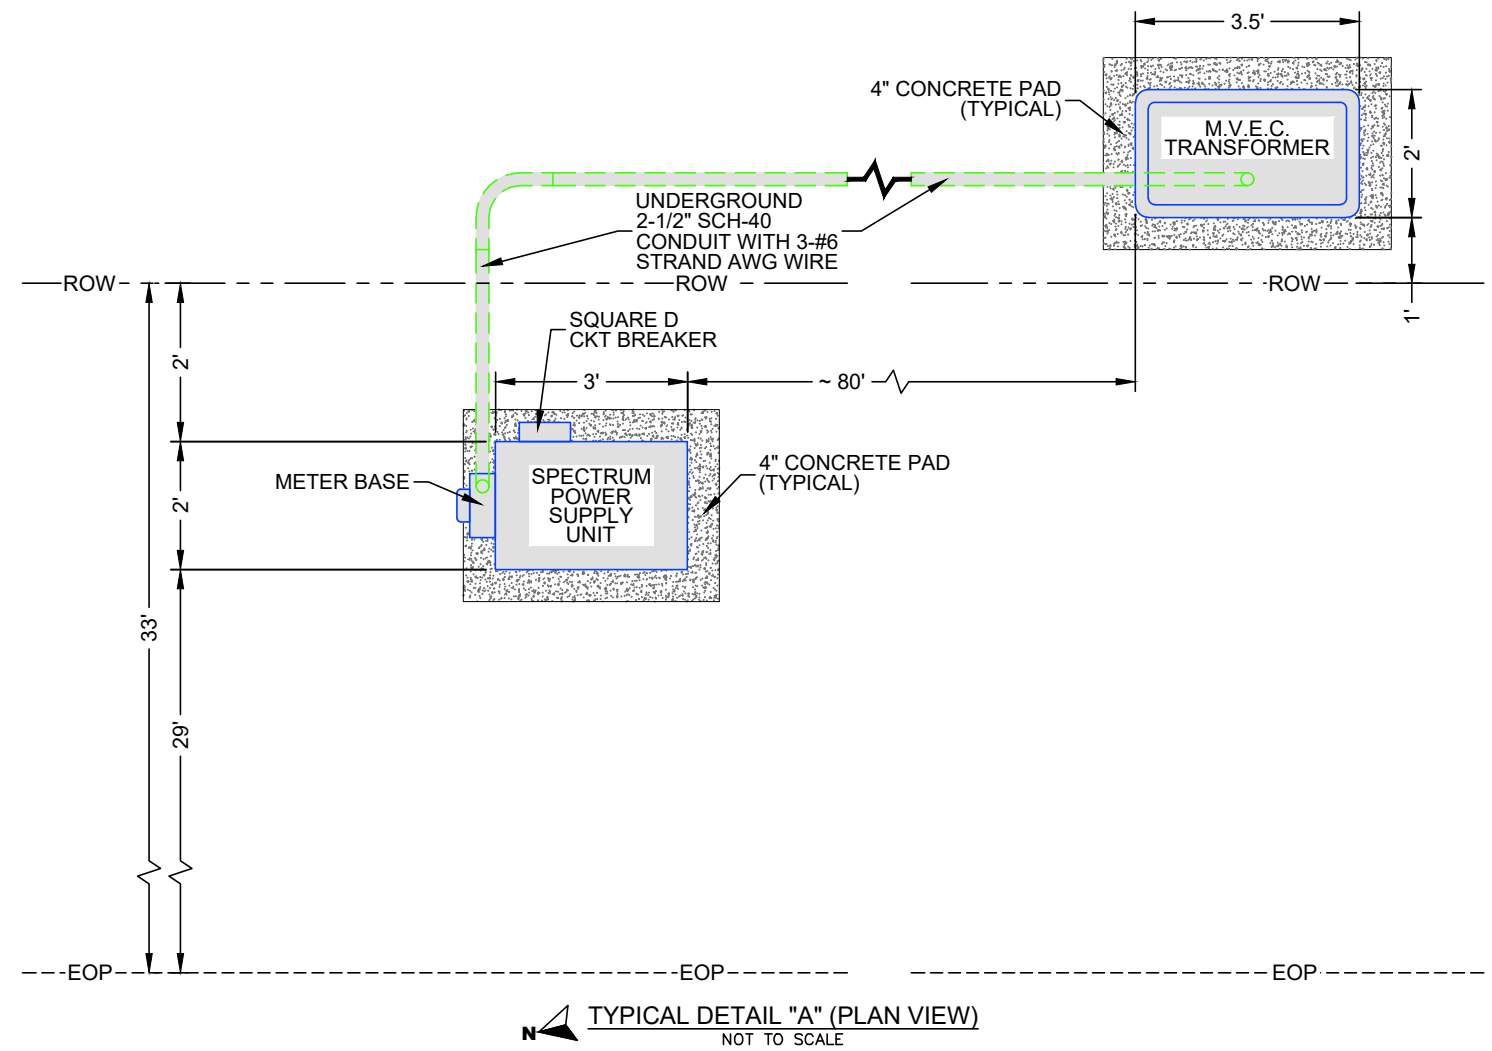 3.5'
4" CONCRETE PAD
(TYPICAL)
M.V.E.C.
TRANSFORMER
2'
UNDERGROUND
2-1/2" SCH-40
CONDUIT WITH 3-#6
STRAND AWG WIRE
ROW
ROW
ROW
1'
SQUARE D
CKT BREAKER
2'
3'
~ 80'
METER BASE
SPECTRUM
POWER
SUPPLY
UNIT
4" CONCRETE PAD
(TYPICAL)
2'
33'
29'
EOP
EOP
EOP
N
TYPICAL DETAIL "A" (PLAN VIEW)
NOT TO SCALE